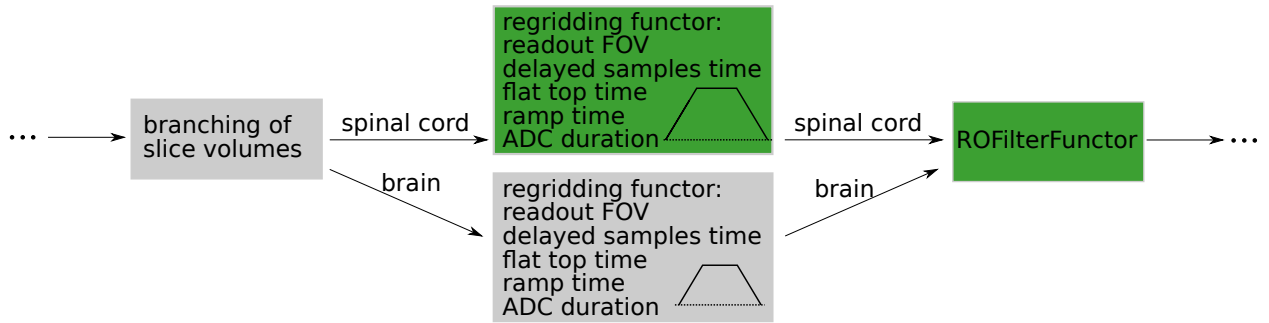 ...
branching of
slice volumes
spinal cord
brain
regridding functor:
readout FOV
delayed samples time
flat top time
ramp time
ADC duration
regridding functor:
readout FOV
delayed samples time
flat top time
ramp time
ADC duration
spinal cord
brain
ROFilterFunctor
...